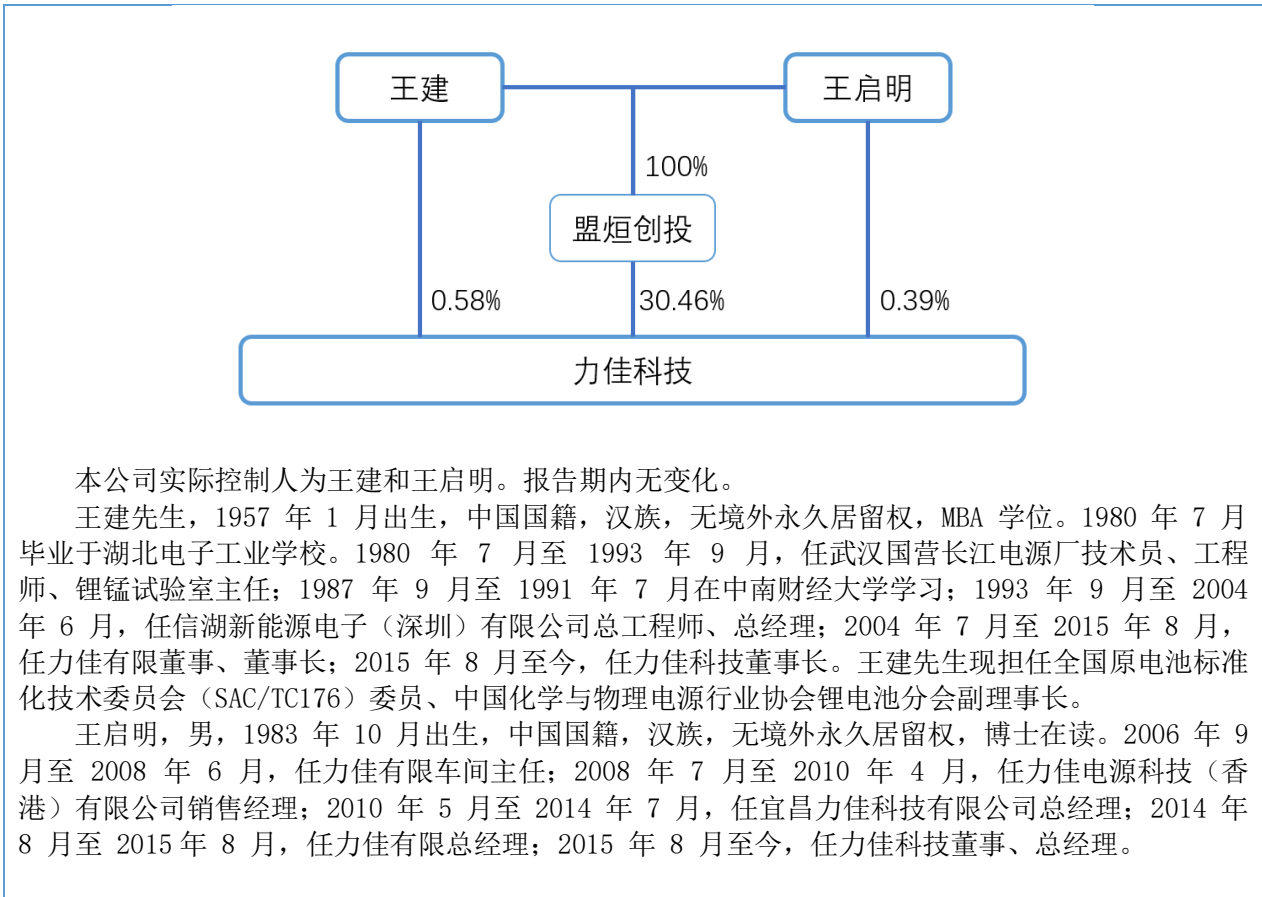 王建
王启明
100%
盟烜创投
0.58%
30.46%
0.39%
力佳科技
本公司实际控制人为王建和王启明。报告期内无变化。
王建先生，1957 年 1 月出生，中国国籍，汉族，无境外永久居留权，MBA 学位。1980 年 7 月
毕业于湖北电子工业学校。1980 年 7 月至 1993 年 9 月，任武汉国营长江电源厂技术员、工程
师、锂锰试验室主任；1987 年 9 月至 1991 年 7 月在中南财经大学学习；1993 年 9 月至 2004
年 6 月，任信湖新能源电子（深圳）有限公司总工程师、总经理；2004 年 7 月至 2015 年 8 月，
任力佳有限董事、董事长；2015 年 8 月至今，任力佳科技董事长。王建先生现担任全国原电池标准
化技术委员会（SAC/TC176）委员、中国化学与物理电源行业协会锂电池分会副理事长。
王启明，男，1983 年 10 月出生，中国国籍，汉族，无境外永久居留权，博士在读。2006 年 9
月至 2008 年 6 月，任力佳有限车间主任；2008 年 7 月至 2010 年 4 月，任力佳电源科技（香
港）有限公司销售经理；2010 年 5 月至 2014 年 7 月，任宜昌力佳科技有限公司总经理；2014 年
8 月至 2015 年 8 月，任力佳有限总经理；2015 年 8 月至今，任力佳科技董事、总经理。